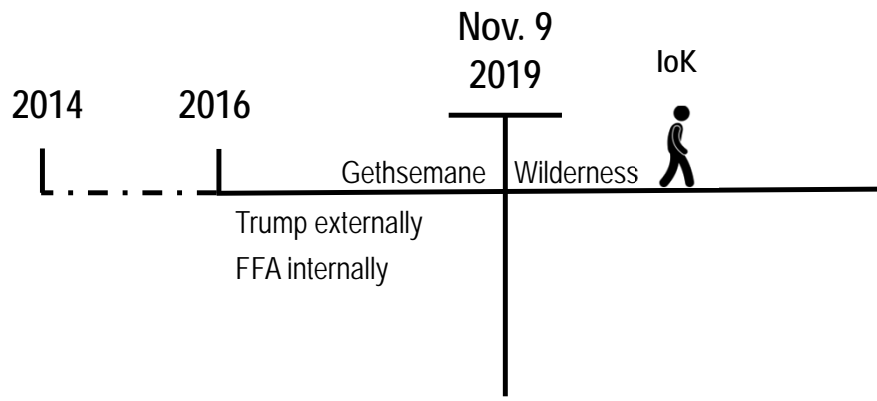 Nov. 9
2019
IoK
2014
2016
Gethsemane
Wilderness
Trump externally
FFA internally